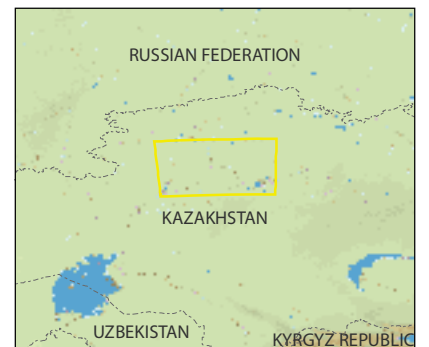 RUSSIAN FEDERATION
KAZAKHSTAN
UZBEKISTAN
KYRGYZ REPUBLIC